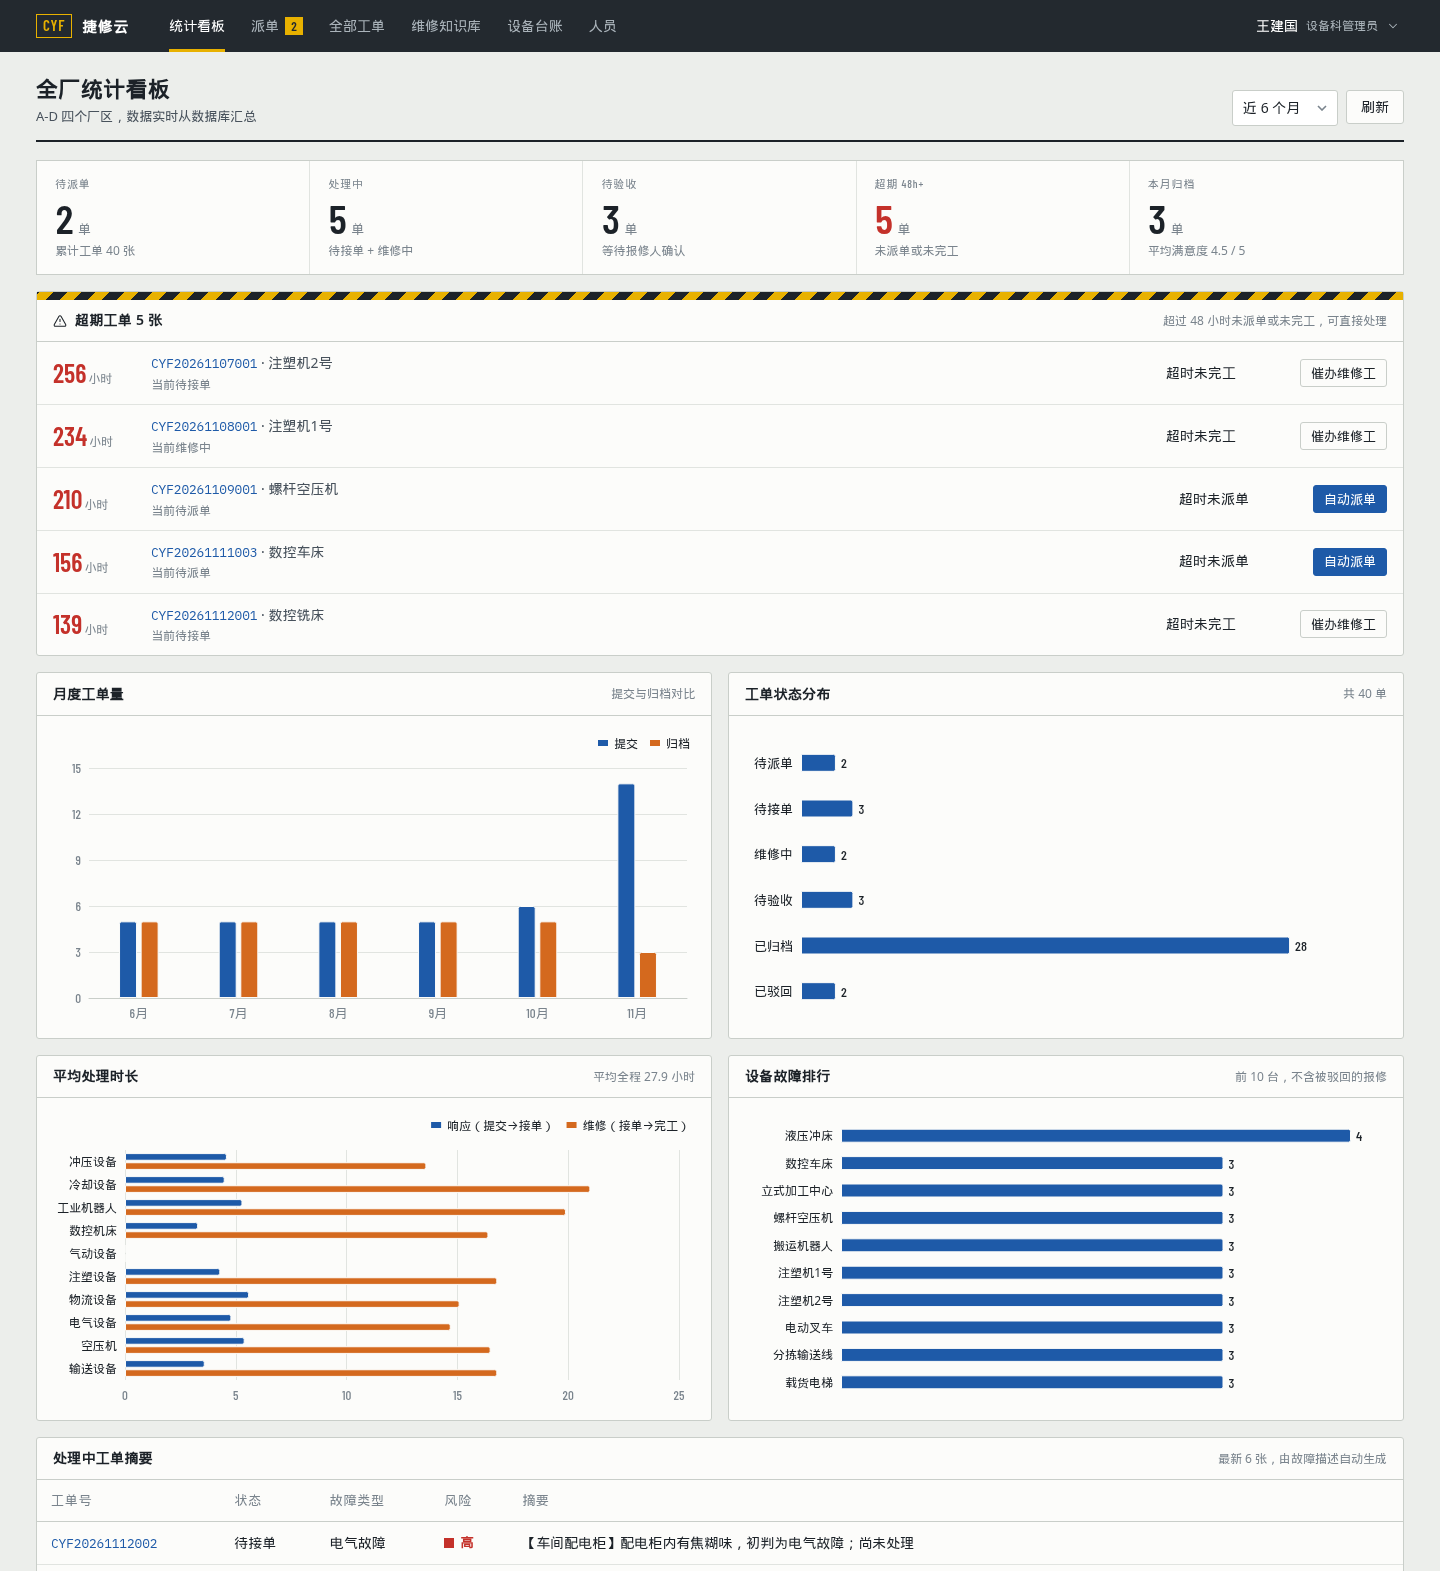 CYF 捷修云 统计看板 派单 2 全部工单 维修知识库 设备台账 人员 王建国 设备科管理员
全厂统计看板
A-D 四个厂区，数据实时从数据库汇总
近 6 个月 刷新
待派单 处理中 待验收 超期 48h+ 本月归档
2 单 5 单 3 单 5 单 3 单
累计工单 40 张 待接单 + 维修中 等待报修人确认 未派单或未完工 平均满意度 4.5 / 5
超期工单 5 张 超过 48 小时未派单或未完工，可直接处理
256 小时 CYF20261107001 · 注塑机2号 超时未完工 催办维修工
当前待接单
234 小时 CYF20261108001 · 注塑机1号 超时未完工 催办维修工
当前维修中
210 小时 CYF20261109001 · 螺杆空压机 超时未派单 自动派单
当前待派单
156 小时 CYF20261111003 · 数控车床 超时未派单 自动派单
当前待派单
139 小时 CYF20261112001 · 数控铣床 超时未完工 催办维修工
当前待接单
月度工单量 提交与归档对比
提交 归档
15
12
9
6
3
0
6月 7月 8月 9月 10月 11月
工单状态分布 共 40 单
待派单 2
待接单 3
维修中 2
待验收 3
已归档 28
已驳回 2
平均处理时长 平均全程 27.9 小时
响应（提交→接单） 维修（接单→完工）
冲压设备
冷却设备
工业机器人
数控机床
气动设备
注塑设备
物流设备
电气设备
空压机
输送设备
0 5 10 15 20 25
设备故障排行 前 10 台，不含被驳回的报修
液压冲床 4
数控车床 3
立式加工中心 3
螺杆空压机 3
搬运机器人 3
注塑机1号 3
注塑机2号 3
电动叉车 3
分拣输送线 3
载货电梯 3
处理中工单摘要 最新 6 张，由故障描述自动生成
工单号 状态 故障类型 风险 摘要
CYF20261112002 待接单 电气故障 高 【车间配电柜】配电柜内有焦糊味，初判为电气故障；尚未处理